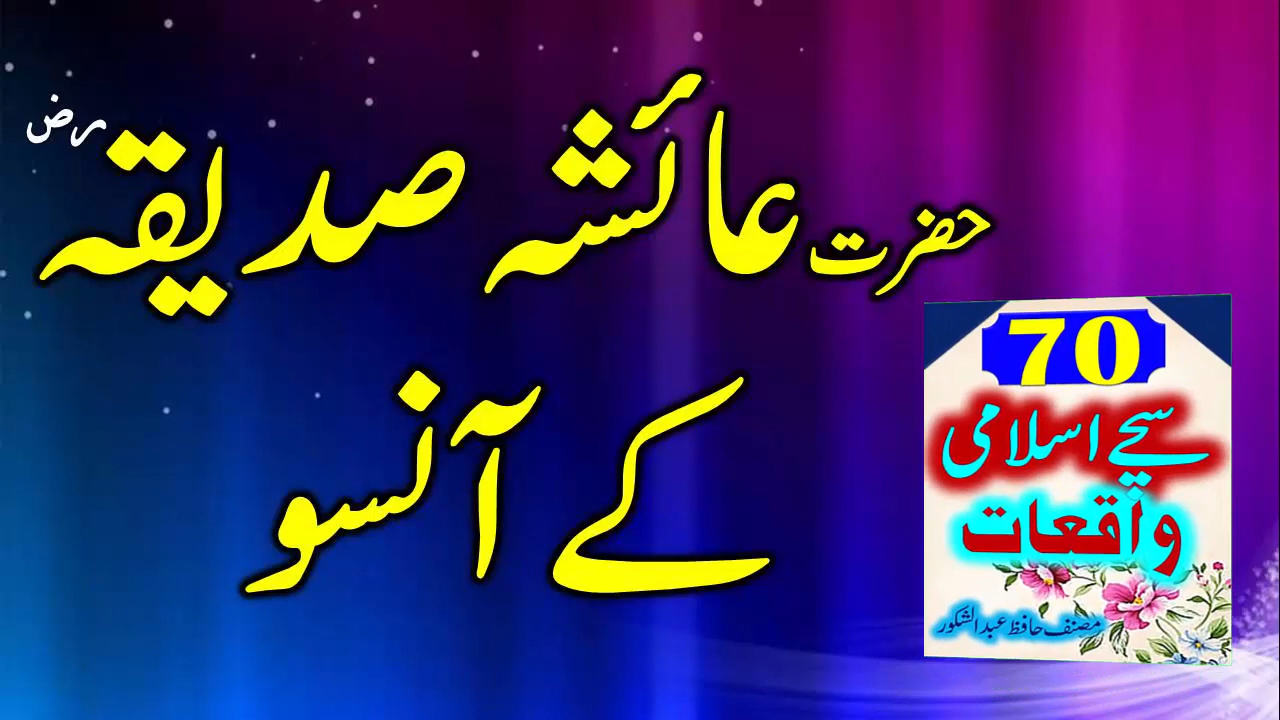 حضرت عائشہ صدیقہ رض
کے آنسو
70
سچے اسلامی
واقعات
مصنف حافظ عبدالشکور